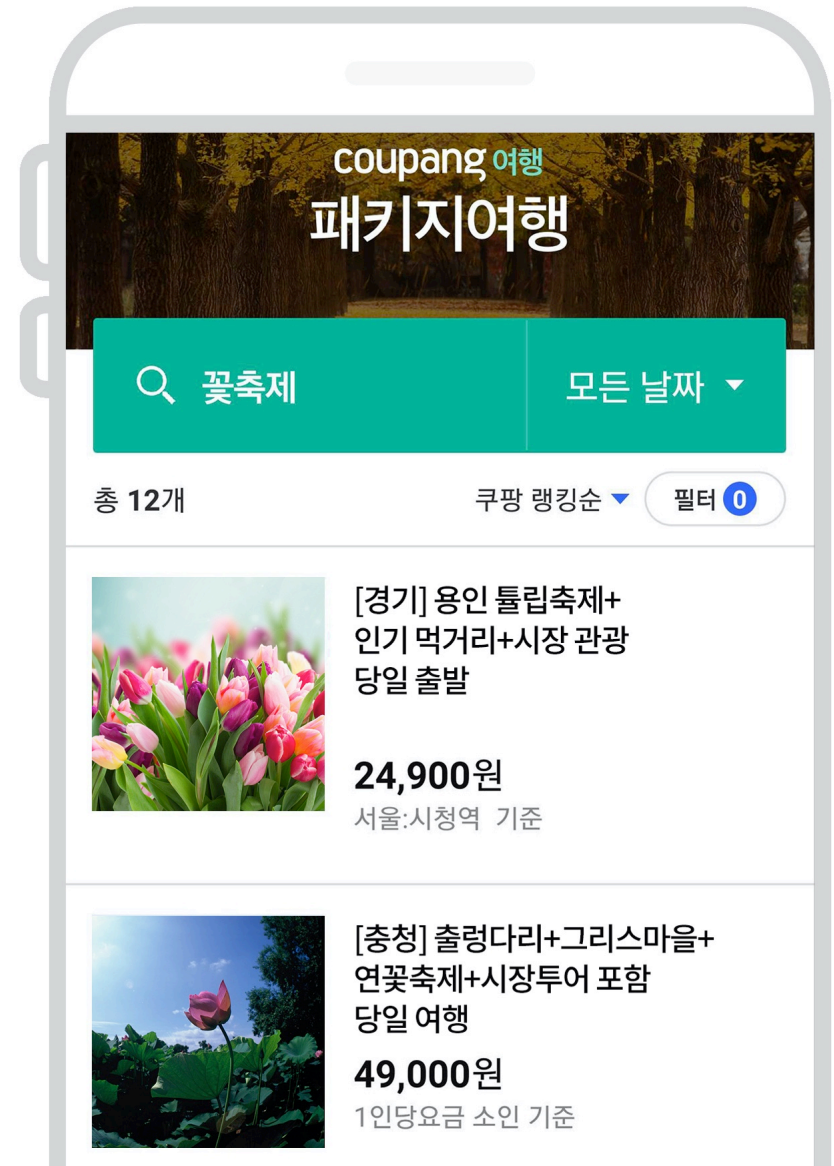 coupang 여행
패키지여행
꽃축제
모든 날짜
총 12개
쿠팡 랭킹순
필터 0
[경기] 용인 튤립축제+
인기 먹거리+시장 관광
당일 출발
24,900원
서울:시청역 기준
[충청] 출렁다리+그리스마을+
연꽃축제+시장투어 포함
당일 여행
49,000원
1인당요금 소인 기준